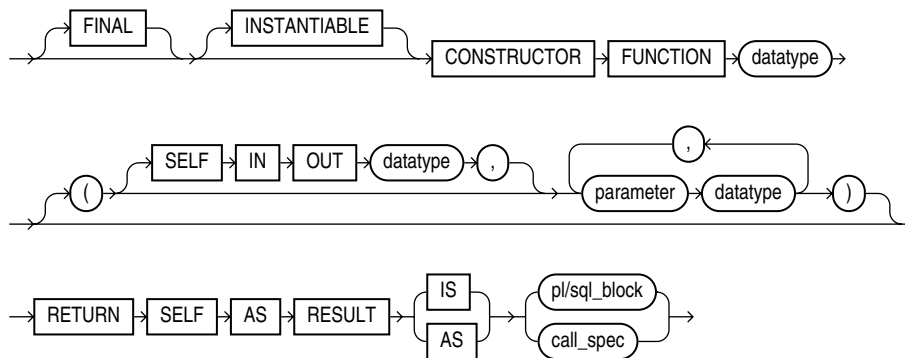 FINAL INSTANTIABLE
CONSTRUCTOR FUNCTION datatype
SELF IN OUT datatype , ,
( parameter datatype )
RETURN SELF AS RESULT IS pl/sql_block
AS call_spec